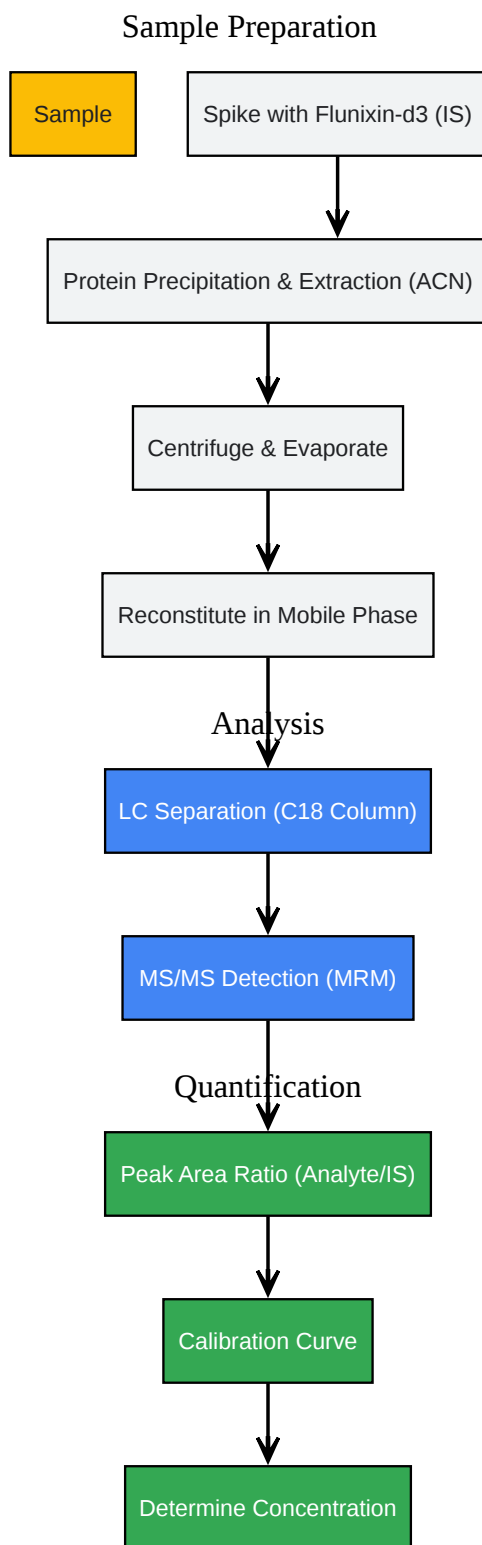 Sample Preparation
Sample
Spike with Flunixin-d3 (IS)
Protein Precipitation & Extraction (ACN)
Centrifuge & Evaporate
Reconstitute in Mobile Phase
Analysis
LC Separation (C18 Column)
MS/MS Detection (MRM)
Quantification
Peak Area Ratio (Analyte/IS)
Calibration Curve
Determine Concentration